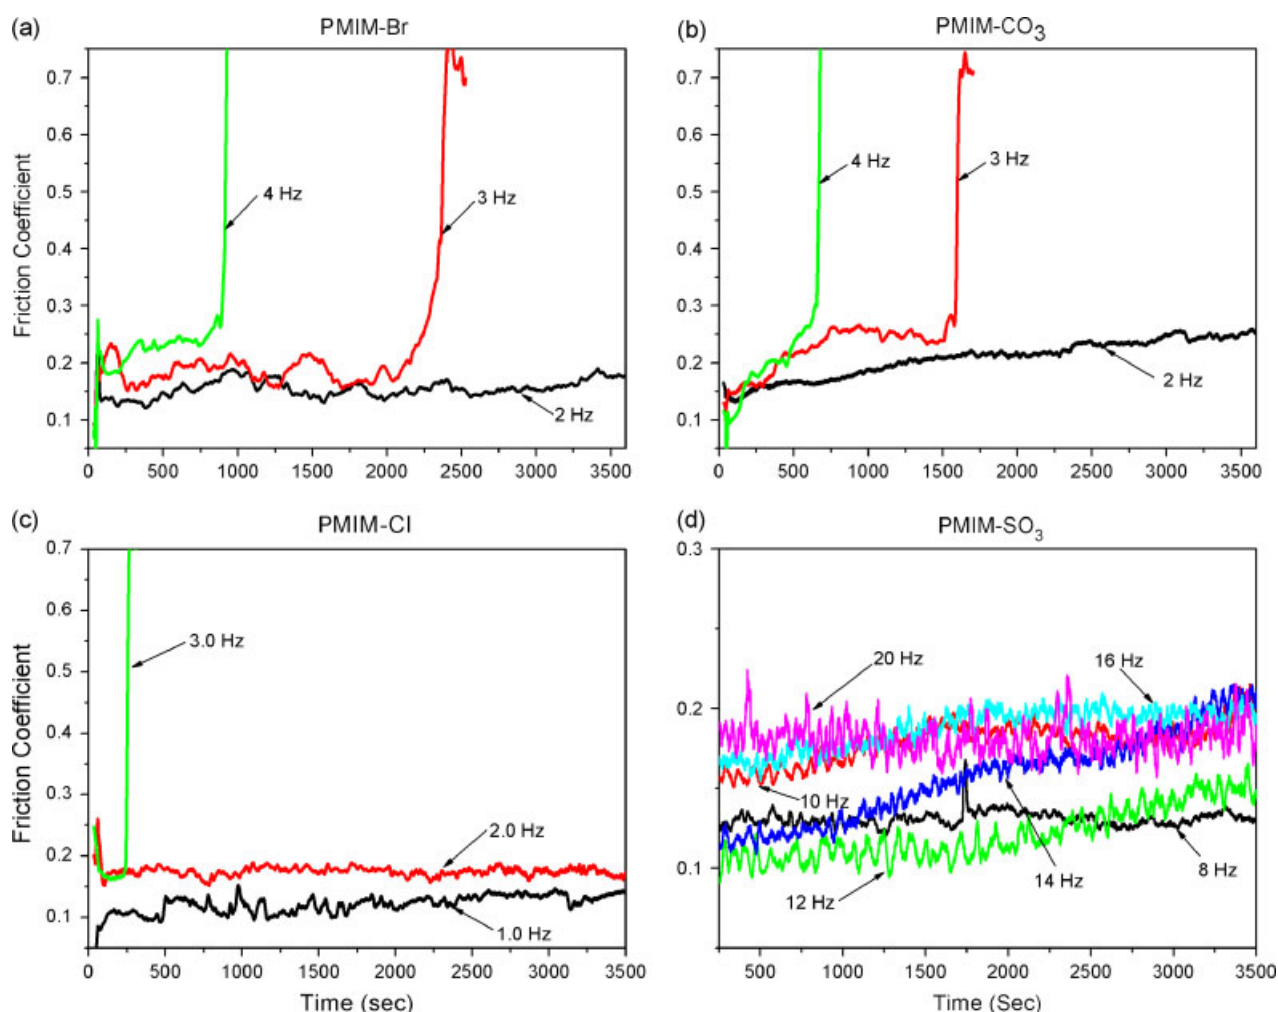 (a) PMIM-Br
0.7
0.6
0.5
0.4
0.3
0.2
0.1
Friction Coefficient
4 Hz
3 Hz
2 Hz
0 500 1000 1500 2000 2500 3000 3500
(b) PMIM-CO3
0.7
0.6
0.5
0.4
0.3
0.2
0.1
4 Hz
3 Hz
2 Hz
0 500 1000 1500 2000 2500 3000 3500
(c) PMIM-Cl
0.7
0.6
0.5
0.4
0.3
0.2
0.1
Friction Coefficient
3.0 Hz
2.0 Hz
1.0 Hz
0 500 1000 1500 2000 2500 3000 3500
Time (sec)
(d) PMIM-SO3
0.3
0.2
0.1
20 Hz
16 Hz
10 Hz
14 Hz
8 Hz
12 Hz
500 1000 1500 2000 2500 3000 3500
Time (Sec)